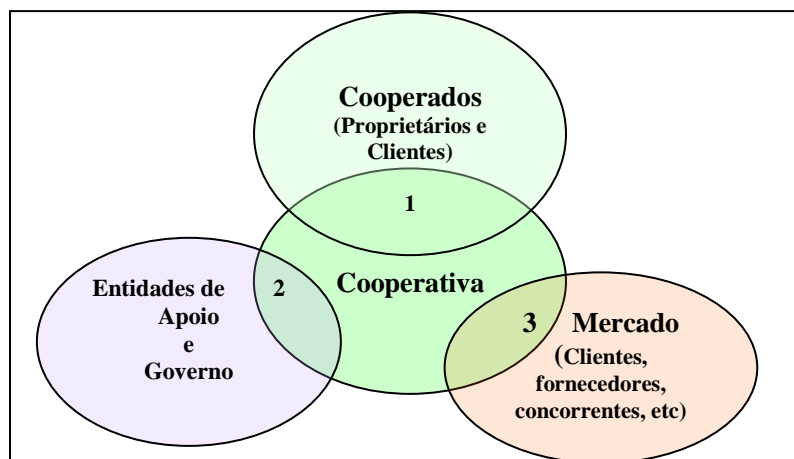 Cooperados
(Proprietários e
Clientes)
1
Cooperativa
2
Entidades de
Apoio
e
Governo
3 Mercado
(Clientes,
fornecedores,
concorrentes, etc)